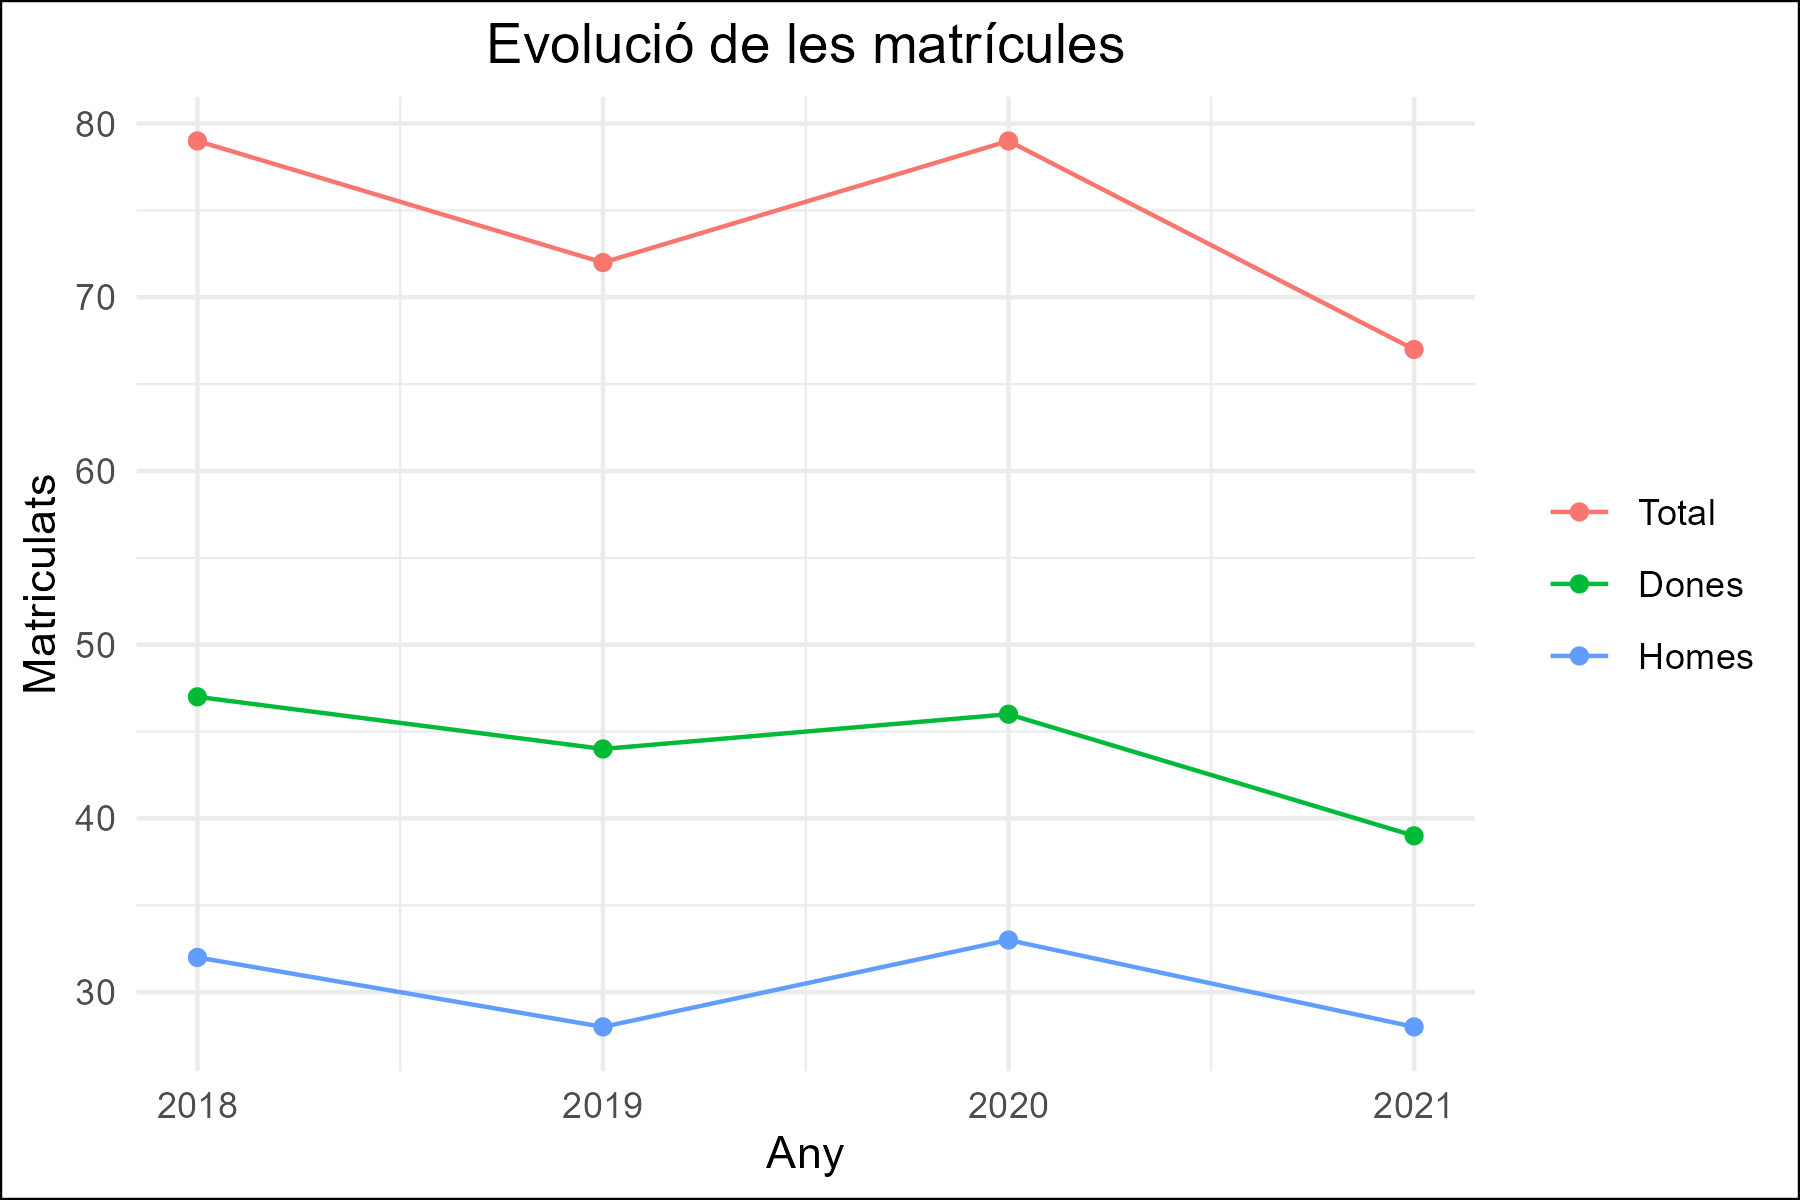 Evolució de les matrícules
80
70
60
50
40
30
Matriculats
2018 2019 2020 2021
Any
Total
Dones
Homes